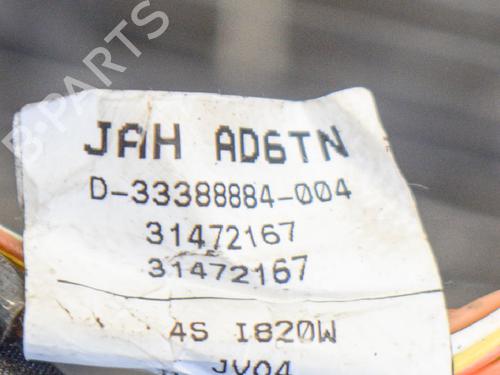 B-PARTS
JAH AD6TN
D-33388884-004
31472167
31472167
4S I820W
JV04